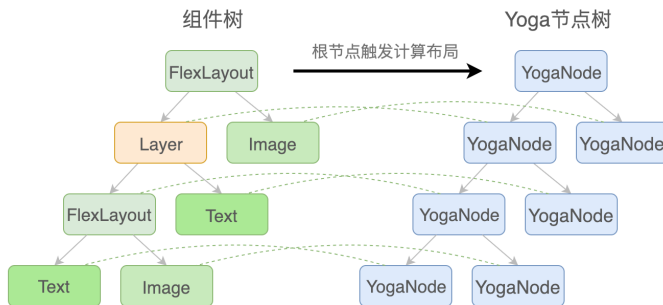 组件树
Yoga节点树
根节点触发计算布局
FlexLayout
YogaNode
Layer
Image
YogaNode
YogaNode
FlexLayout
Text
YogaNode
YogaNode
Text
Image
YogaNode
YogaNode